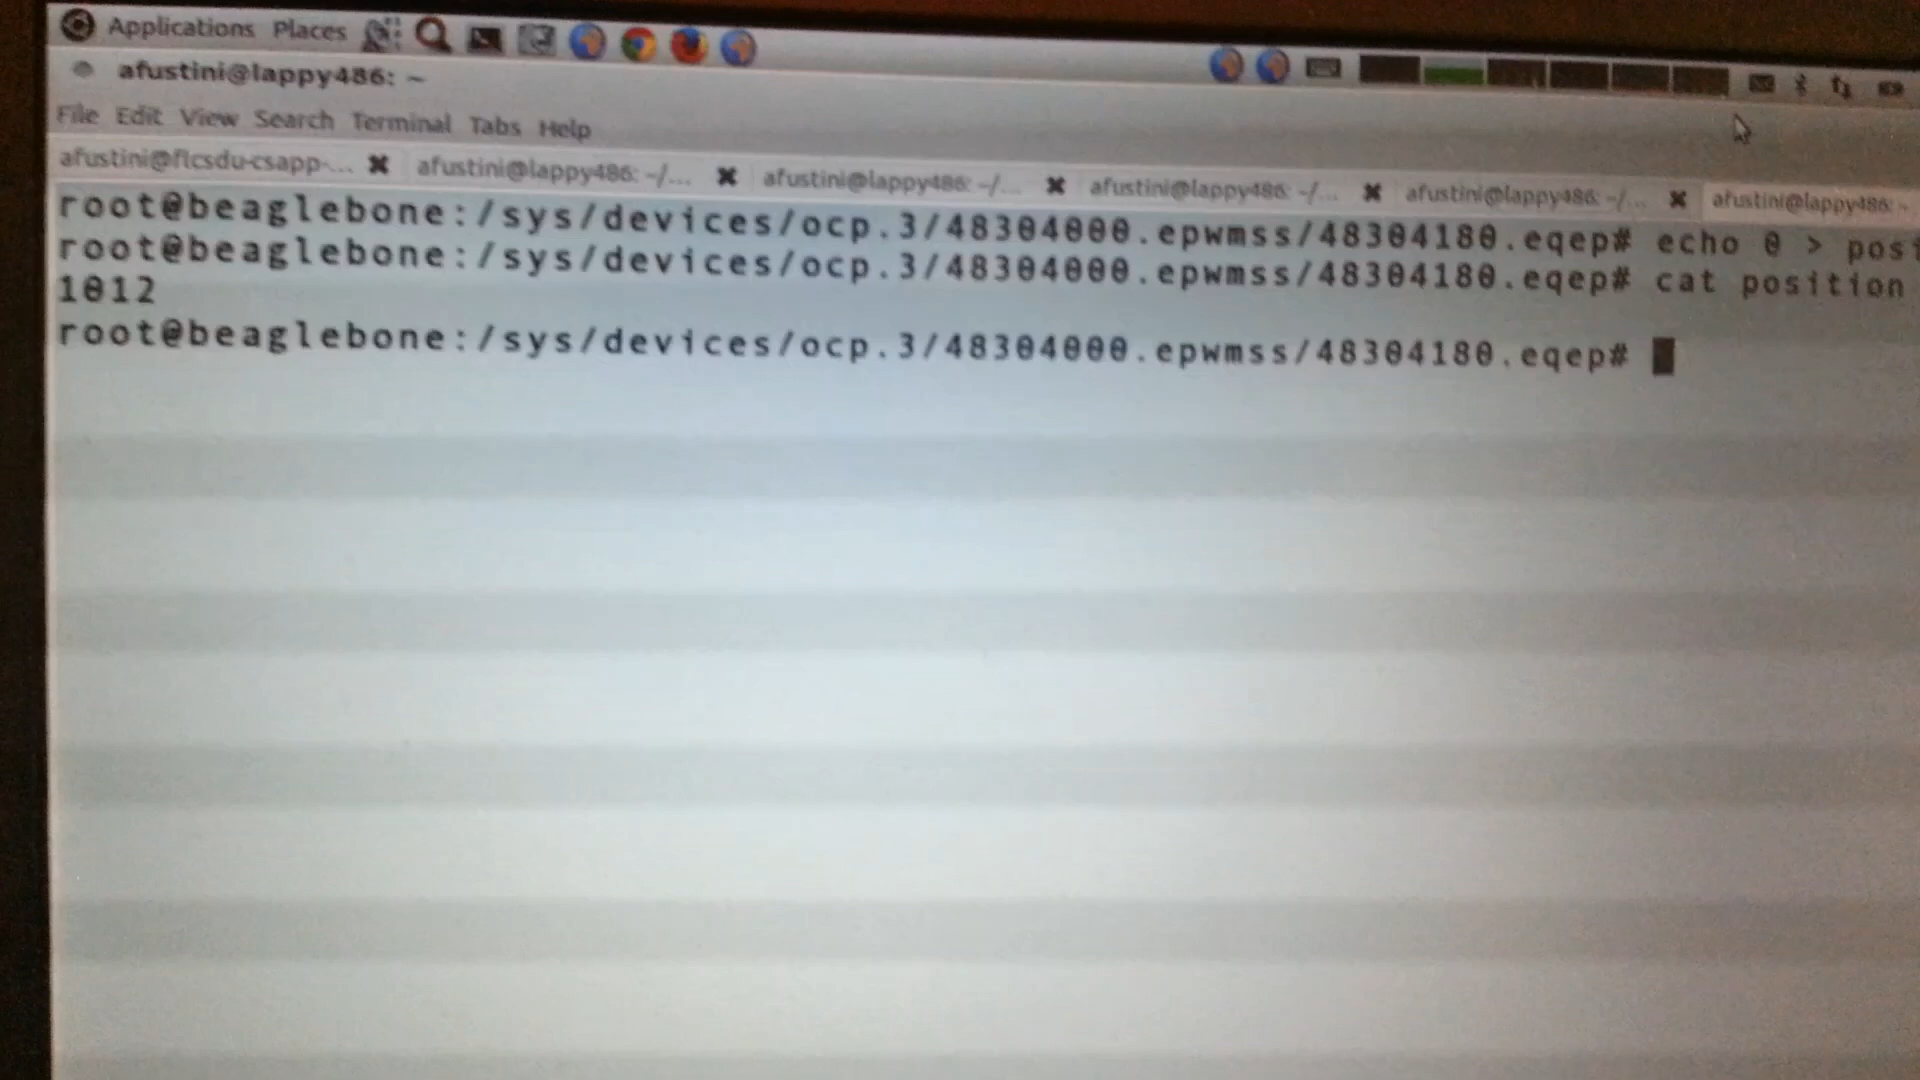 Applications Places
afustini@lappy486: ~
File Edit View Search Terminal Tabs Help
afustini@flcsdu-csapp-... afustini@lappy486: ~/... afustini@lappy486: ~/... afustini@lappy486: ~/... afustini@lappy486: ~/... afustini@lappy486: ~
root@beaglebone:/sys/devices/ocp.3/48304000.epwmss/48304180.eqep# echo 0 > posi
root@beaglebone:/sys/devices/ocp.3/48304000.epwmss/48304180.eqep# cat position
1012
root@beaglebone:/sys/devices/ocp.3/48304000.epwmss/48304180.eqep#